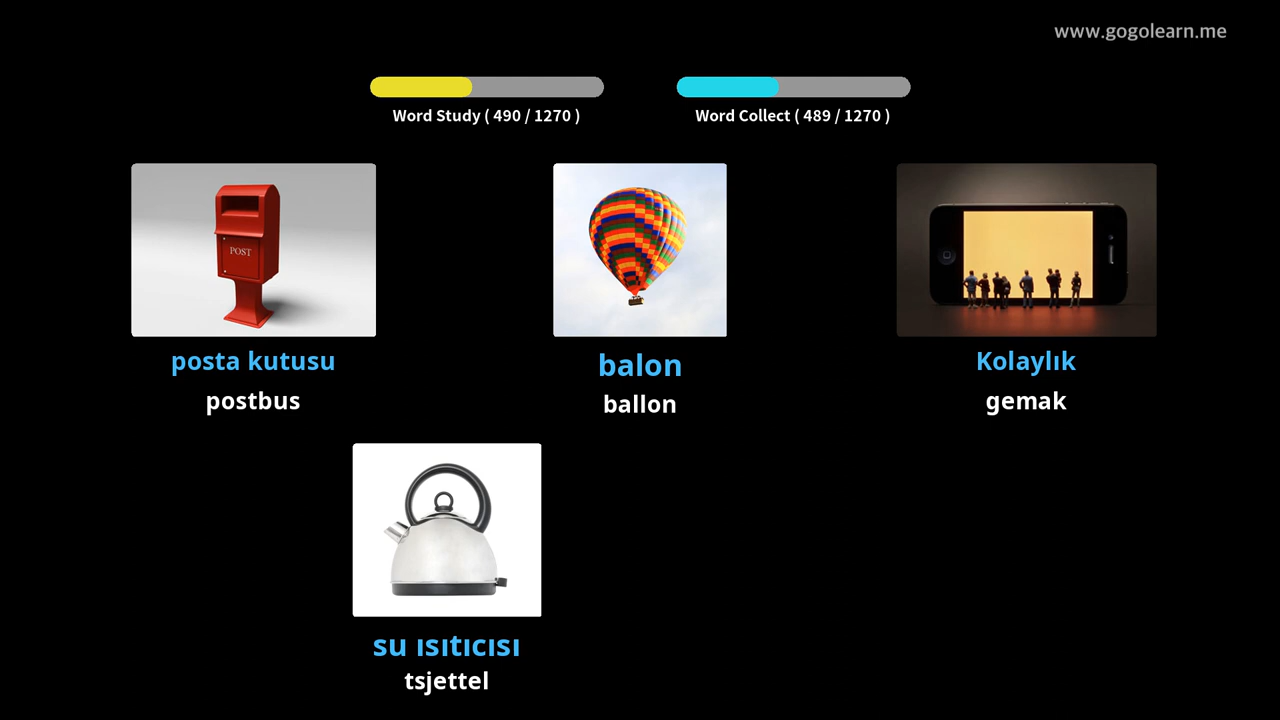 www.gogolearn.me
Word Study ( 490 / 1270 )
Word Collect ( 489 / 1270 )
POST
posta kutusu
postbus
balon
ballon
Kolaylık
gemak
su ısıtıcısı
tsjettel